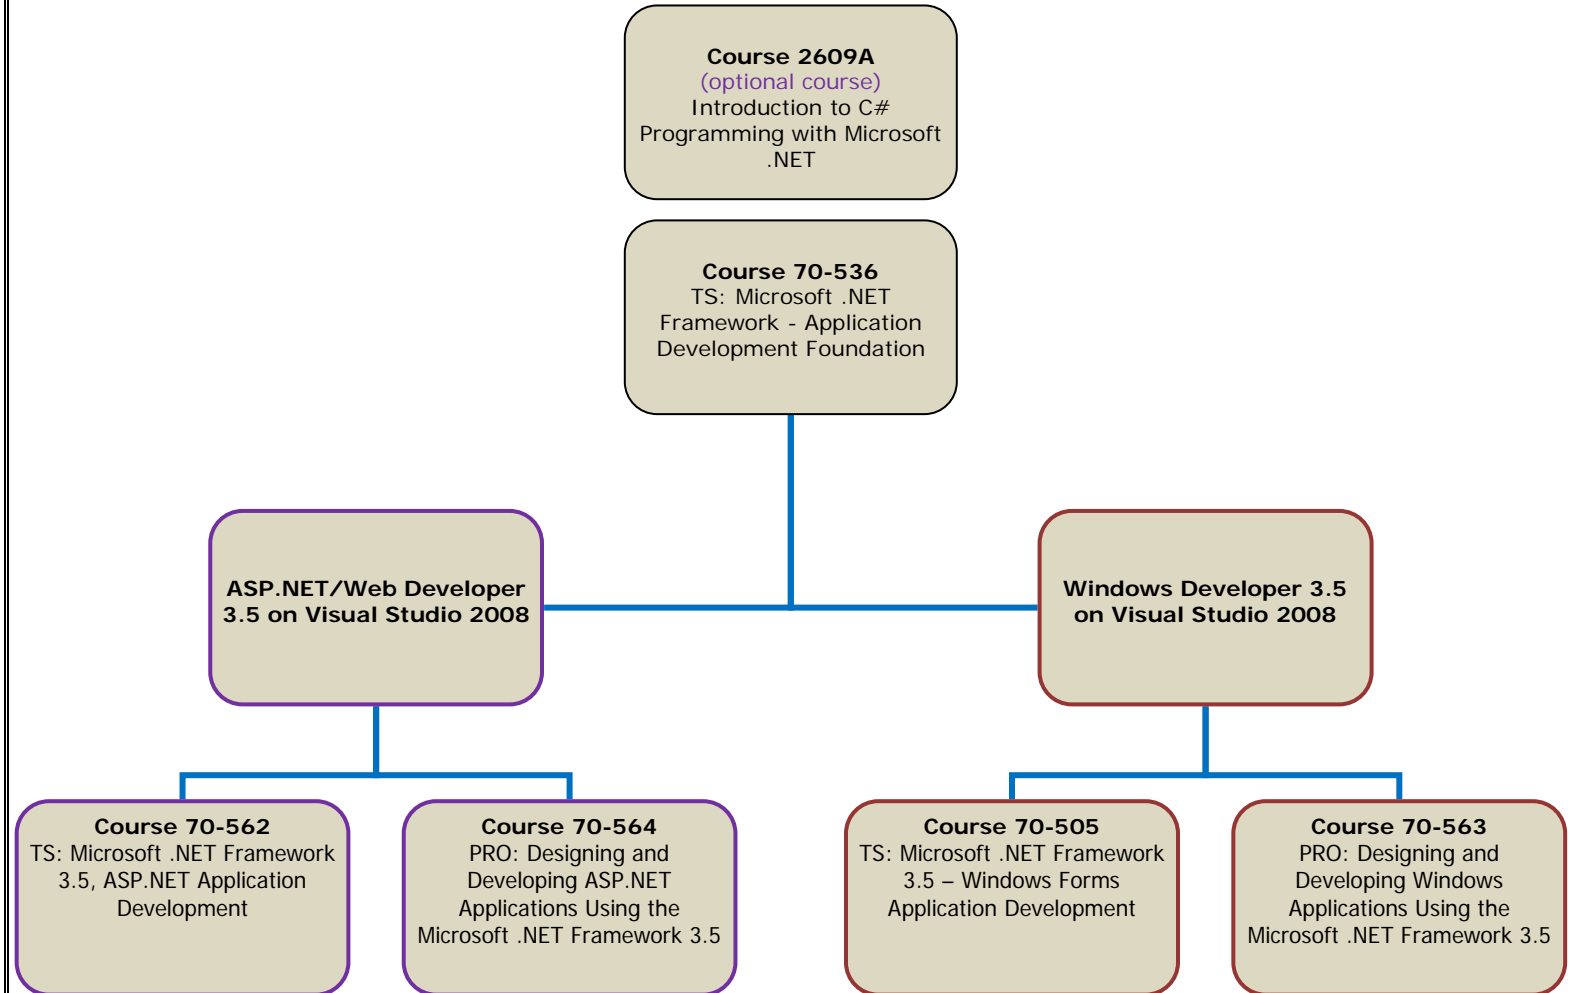 Course 2609A
(optional course)
Introduction to C#
Programming with Microsoft
.NET
Course 70-536
TS: Microsoft .NET
Framework - Application
Development Foundation
ASP.NET/Web Developer
3.5 on Visual Studio 2008
Windows Developer 3.5
on Visual Studio 2008
Course 70-562
TS: Microsoft .NET Framework
3.5, ASP.NET Application
Development
Course 70-564
PRO: Designing and
Developing ASP.NET
Applications Using the
Microsoft .NET Framework 3.5
Course 70-505
TS: Microsoft .NET Framework
3.5 – Windows Forms
Application Development
Course 70-563
PRO: Designing and
Developing Windows
Applications Using the
Microsoft .NET Framework 3.5